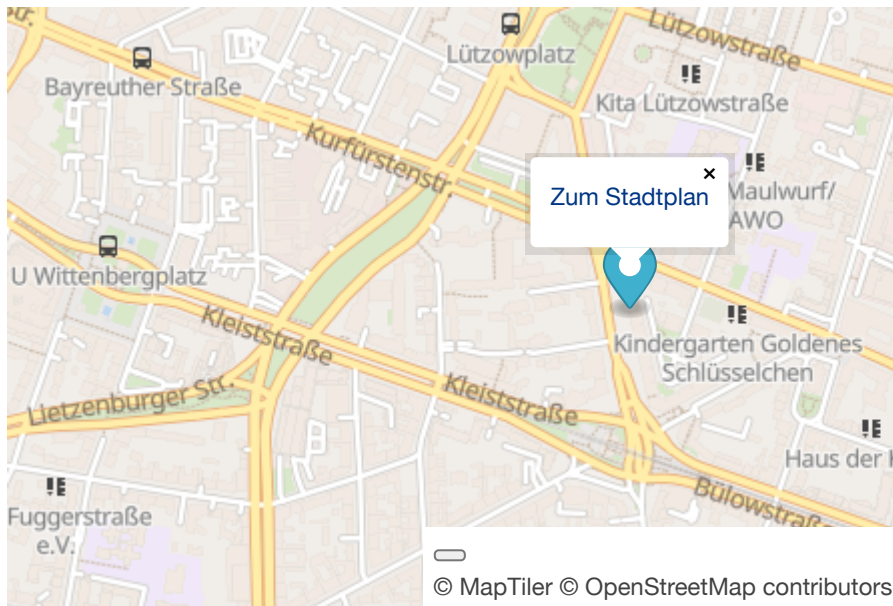 str.
Lützowplatz
Lützowstraße
Bayreuther Straße
Kita Lützowstraße
Kurfürstenstr.
×
Zum Stadtplan
Maulwurf/
AWO
U Wittenbergplatz
Kleiststraße
Kindergarten Goldenes
Schlüsselchen
Kleiststraße
Lietzenburger Str.
Haus der
Bülowstraße
Fuggerstraße
e.V.
© MapTiler © OpenStreetMap contributors